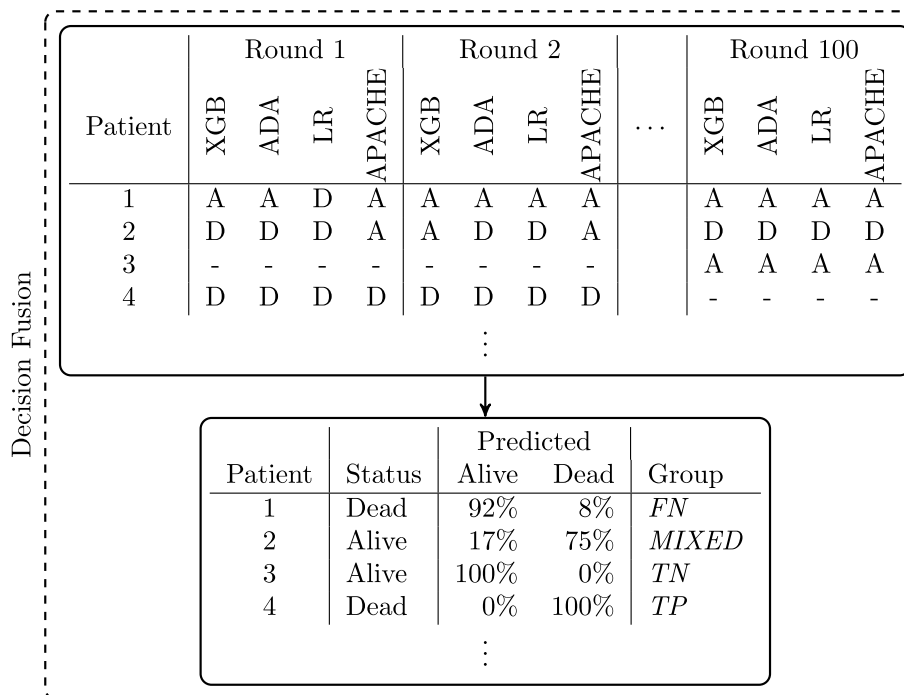 Decision Fusion
Round 1 Round 2 Round 100
Patient XGB ADA LR APACHE XGB ADA LR APACHE ... XGB ADA LR APACHE
1 A A D A A A A A A A A A
2 D D D A A D D A D D D D
3 - - - - - - - - A A A A
4 D D D D D D D D - - - -
⋮
Predicted
Patient Status Alive Dead Group
1 Dead 92% 8% FN
2 Alive 17% 75% MIXED
3 Alive 100% 0% TN
4 Dead 0% 100% TP
⋮